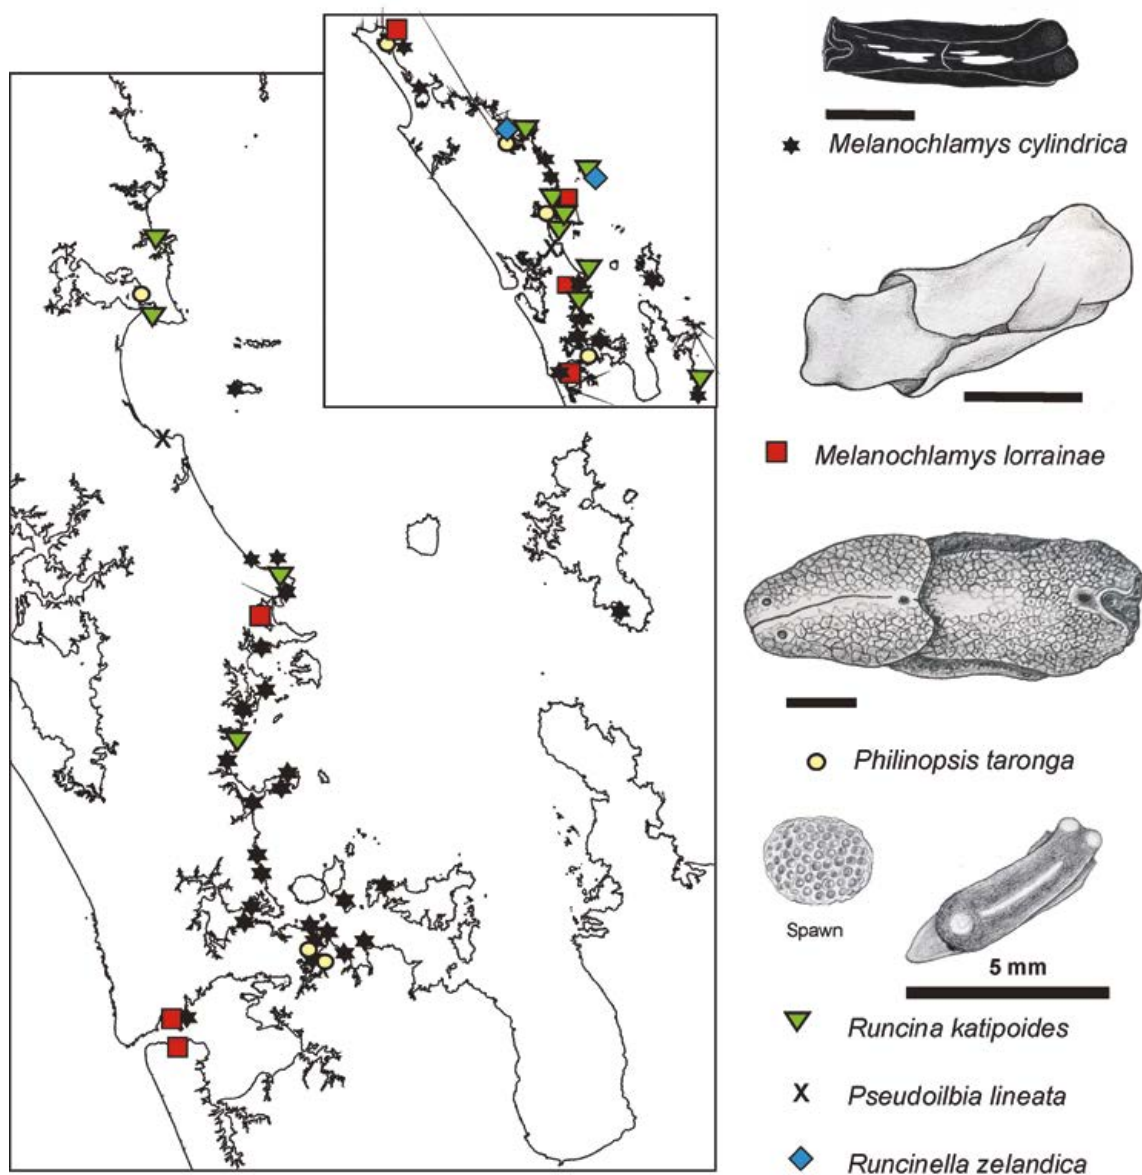 Melanochlamys cylindrica
Melanochlamys lorrainae
Philinopsis taronga
Spawn
5 mm
Runcina katipoides
X Pseudoilbia lineata
Runcinella zelandica
X